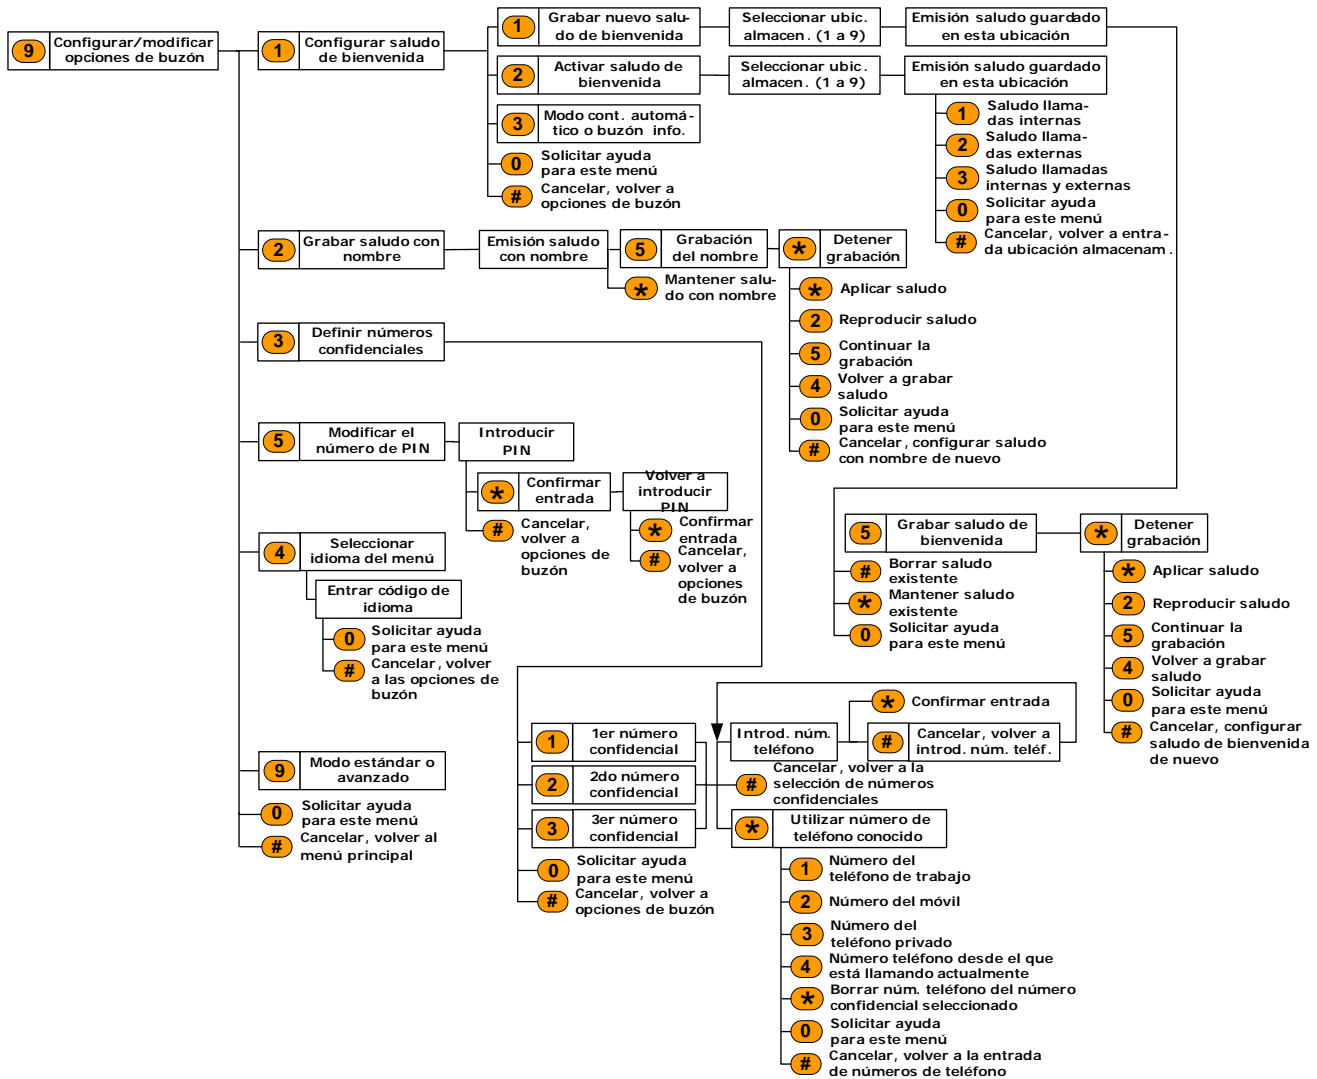 9 Configurar/modificar
opciones de buzón
1 Configurar saludo
de bienvenida
1 Grabar nuevo salu-
do de bienvenida
Seleccionar ubic.
almacen. (1 a 9)
Emisión saludo guardado
en esta ubicación
2 Activar saludo de
bienvenida
Seleccionar ubic.
almacen. (1 a 9)
Emisión saludo guardado
en esta ubicación
1 Saludo llama-
das internas
2 Saludo llama-
das externas
3 Saludo llamadas
internas y externas
0 Solicitar ayuda
para este menú
# Cancelar, volver a entra-
da ubicación almacenam.
3 Modo cont. automá-
tico o buzón info.
0 Solicitar ayuda
para este menú
# Cancelar, volver a
opciones de buzón
2 Grabar saludo con
nombre
Emisión saludo
con nombre
5 Grabación
del nombre
* Detener
grabación
* Mantener salu-
do con nombre
* Aplicar saludo
2 Reproducir saludo
5 Continuar la
grabación
4 Volver a grabar
saludo
0 Solicitar ayuda
para este menú
# Cancelar, configurar saludo
con nombre de nuevo
3 Definir números
confidenciales
5 Modificar el
número de PIN
Introducir
PIN
* Confirmar
entrada
Volver a
introducir
PIN
# Cancelar,
volver a
opciones de
buzón
* Confirmar
entrada
# Cancelar,
volver a
opciones
de buzón
5 Grabar saludo de
bienvenida
* Detener
grabación
# Borrar saludo
existente
* Mantener saludo
existente
0 Solicitar ayuda
para este menú
* Aplicar saludo
2 Reproducir saludo
5 Continuar la
grabación
4 Volver a grabar
saludo
0 Solicitar ayuda
para este menú
# Cancelar, configurar
saludo de bienvenida
de nuevo
4 Seleccionar
idioma del menú
Entrar código de
idioma
0 Solicitar ayuda
para este menú
# Cancelar, volver
a las opciones de
buzón
1 1er número
confidencial
2 2do número
confidencial
3 3er número
confidencial
0 Solicitar ayuda
para este menú
# Cancelar, volver a
opciones de buzón
Introd. núm.
teléfono
* Confirmar entrada
# Cancelar, volver a
introd. núm. teléf.
# Cancelar, volver a la
selección de números
confidenciales
* Utilizar número de
teléfono conocido
1 Número del
teléfono de trabajo
2 Número del móvil
3 Número del
teléfono privado
4 Número teléfono desde el que
está llamando actualmente
* Borrar núm. teléfono del número
confidencial seleccionado
0 Solicitar ayuda
para este menú
# Cancelar, volver a la entrada
de números de teléfono
9 Modo estándar o
avanzado
0 Solicitar ayuda
para este menú
# Cancelar, volver al
menú principal